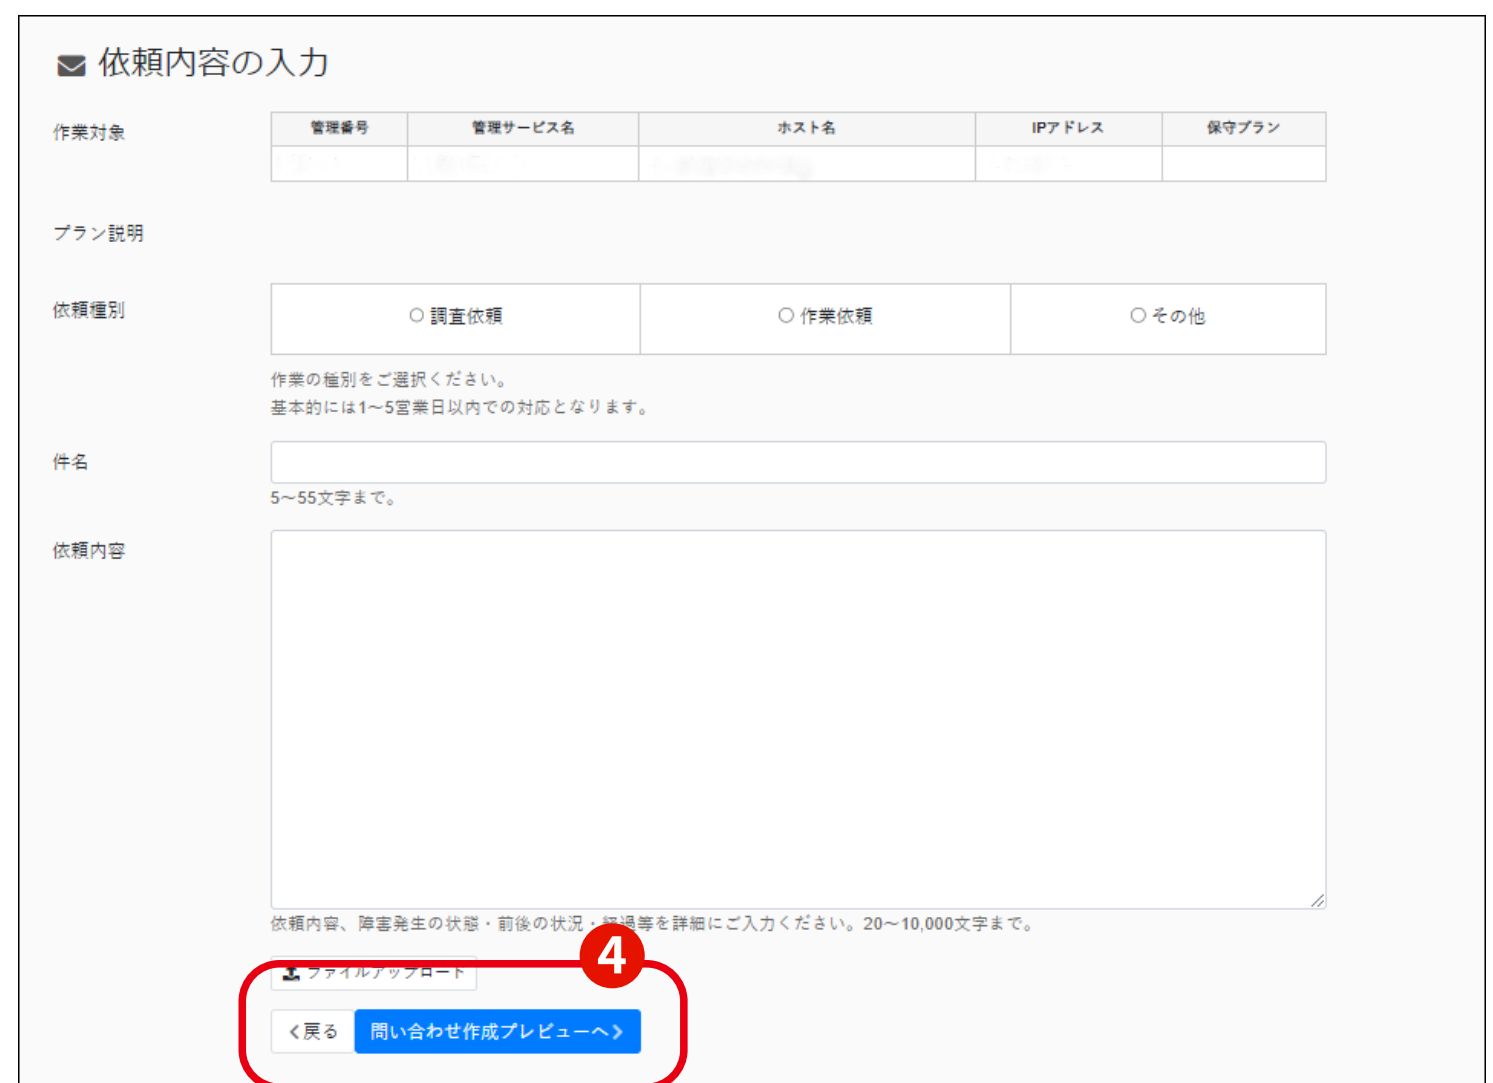 依頼内容の入力
作業対象
管理番号 管理サービス名 ホスト名 IPアドレス 保守プラン
プラン説明
依頼種別
調査依頼 作業依頼 その他
作業の種別をご選択ください。
基本的には1〜5営業日以内での対応となります。
件名
5〜55文字まで。
依頼内容
依頼内容、障害発生の状態・前後の状況・経過等を詳細にご入力ください。20〜10,000文字まで。
4
ファイルアップロード
戻る 問い合わせ作成プレビューへ